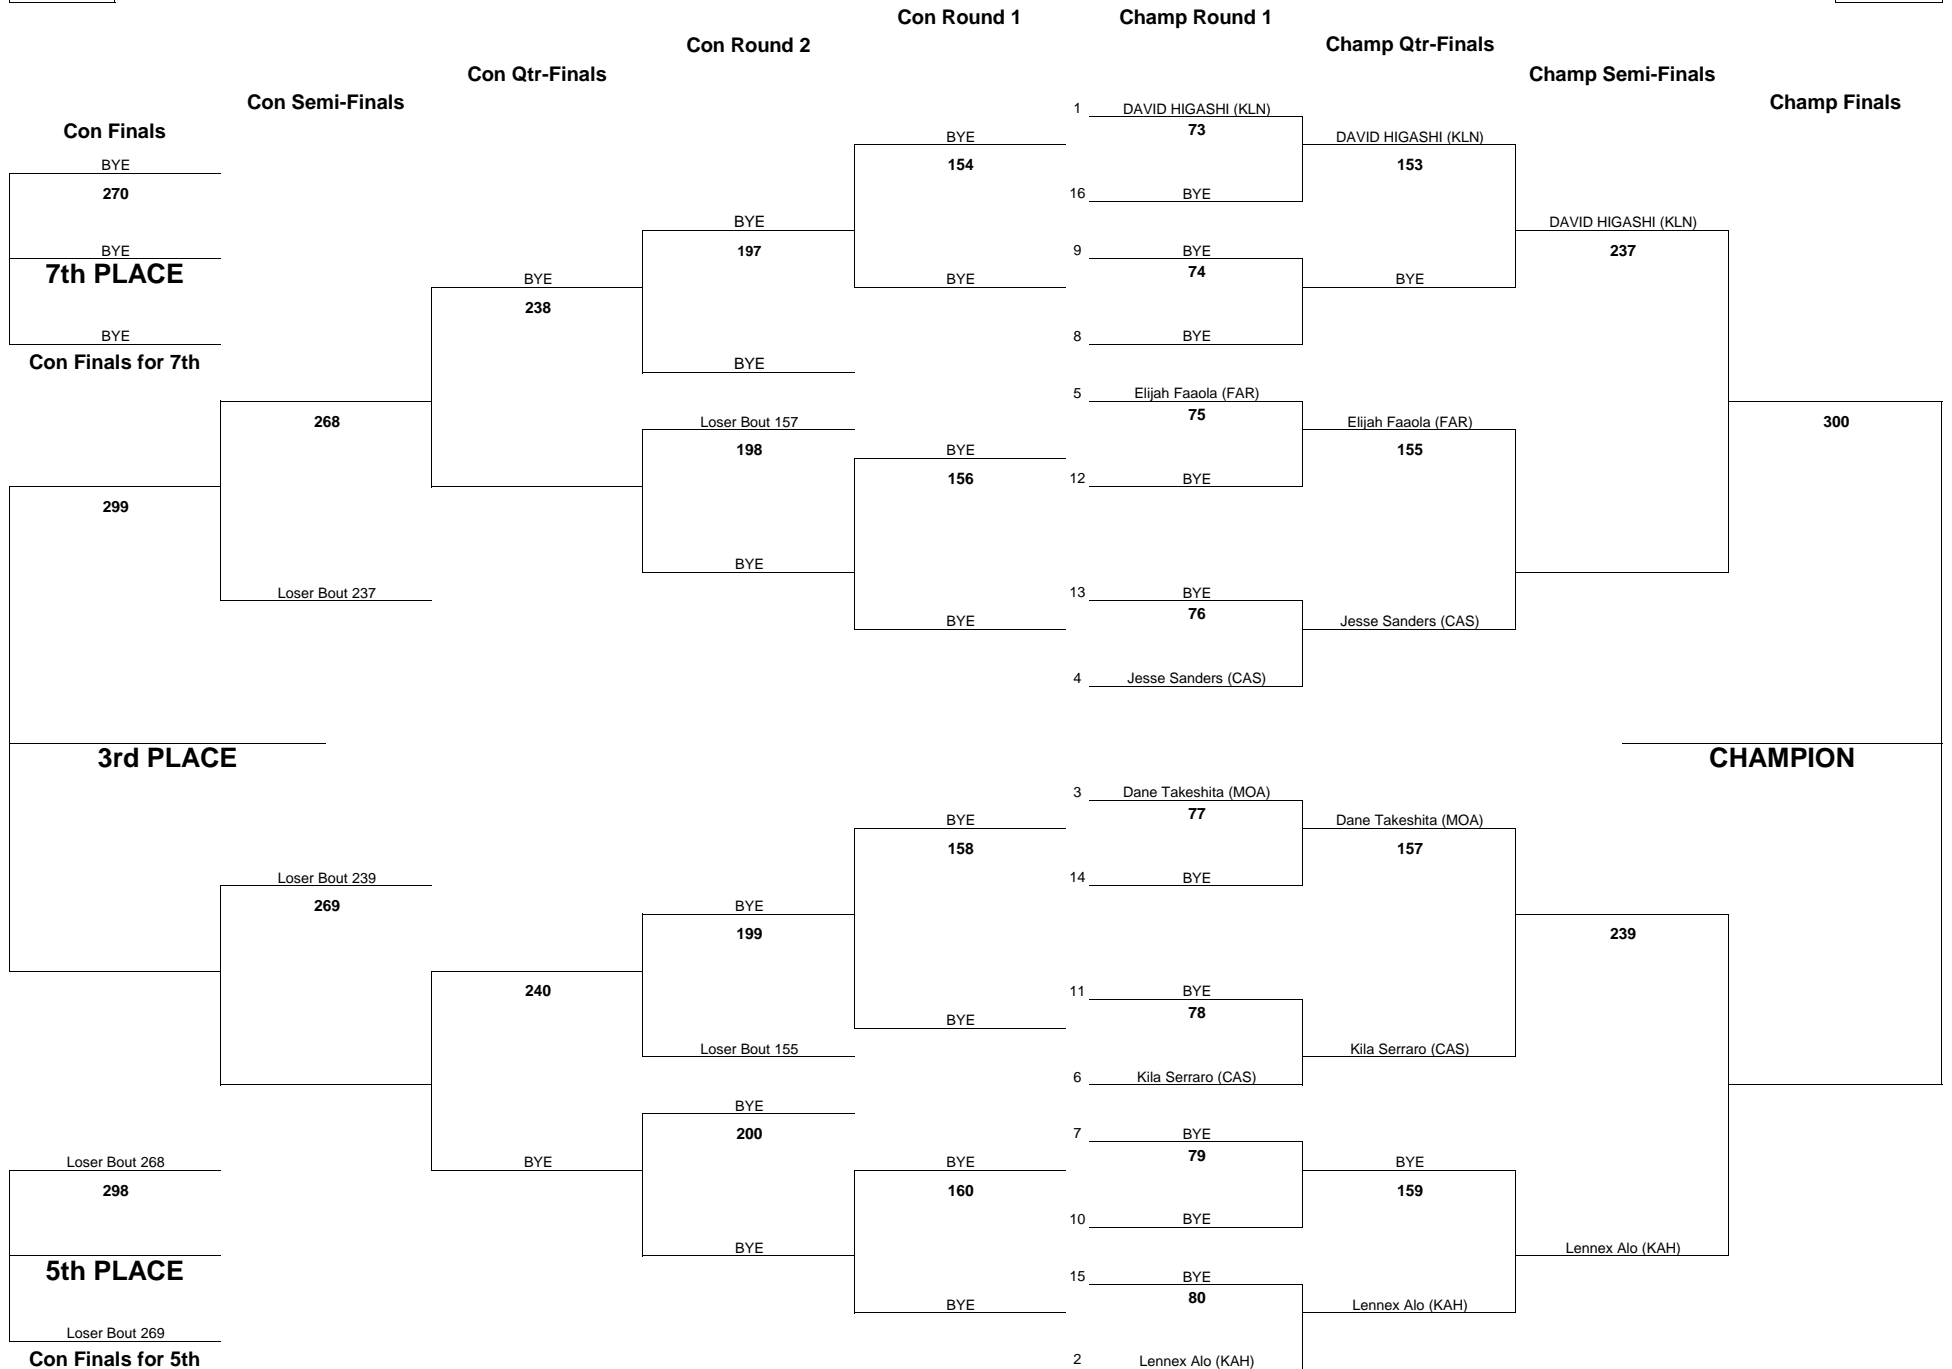 Con Round 1
Champ Round 1
Con Round 2
Champ Qtr-Finals
Con Qtr-Finals
Champ Semi-Finals
Con Semi-Finals
Champ Finals
Con Finals
1 DAVID HIGASHI (KLN)
73
BYE
DAVID HIGASHI (KLN)
BYE
154
153
270
16 BYE
BYE
DAVID HIGASHI (KLN)
BYE
197
9 BYE
237
7th PLACE
74
BYE
BYE
BYE
238
BYE
8 BYE
Con Finals for 7th
BYE
5 Elijah Faaola (FAR)
75
268
Loser Bout 157
Elijah Faaola (FAR)
300
198
BYE
155
156
12 BYE
299
BYE
Loser Bout 237
13 BYE
76
BYE
Jesse Sanders (CAS)
4 Jesse Sanders (CAS)
3rd PLACE
CHAMPION
3 Dane Takeshita (MOA)
77
BYE
Dane Takeshita (MOA)
158
157
Loser Bout 239
14 BYE
269
BYE
199
239
240
11 BYE
78
BYE
Loser Bout 155
Kila Serraro (CAS)
6 Kila Serraro (CAS)
BYE
200
7 BYE
79
Loser Bout 268
BYE
BYE
BYE
298
160
159
10 BYE
BYE
Lennex Alo (KAH)
5th PLACE
15 BYE
80
BYE
Lennex Alo (KAH)
Loser Bout 269
Con Finals for 5th
2 Lennex Alo (KAH)